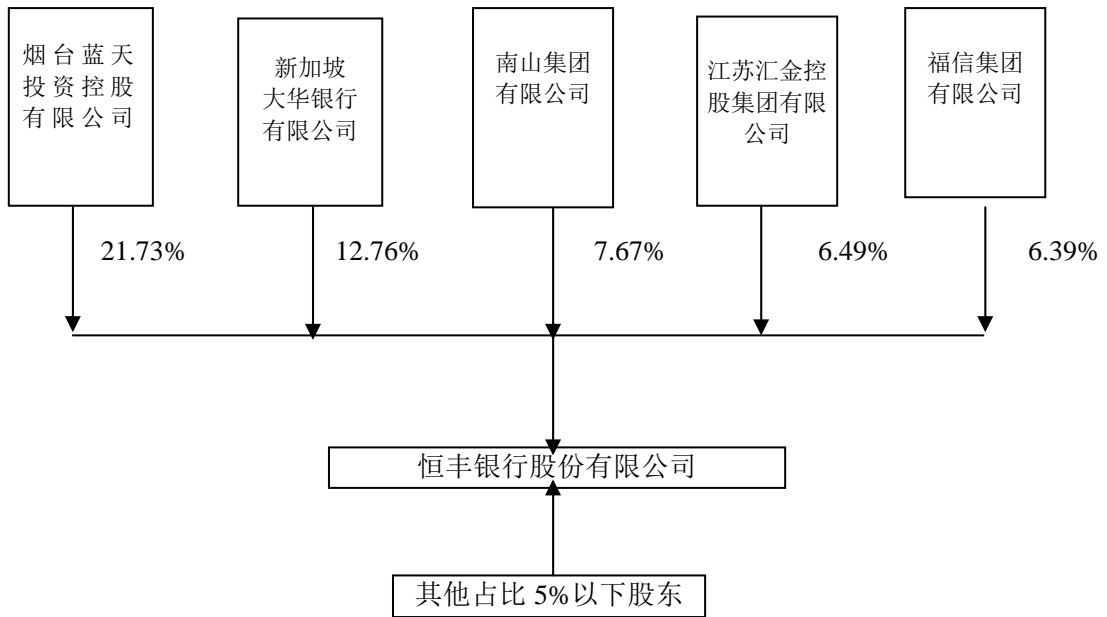 烟台蓝天
投资控股
有限公司
新加坡
大华银行
有限公司
南山集团
有限公司
江苏汇金控
股集团有限
公司
福信集团
有限公司
21.73%
12.76%
7.67%
6.49%
6.39%
恒丰银行股份有限公司
其他占比 5%以下股东